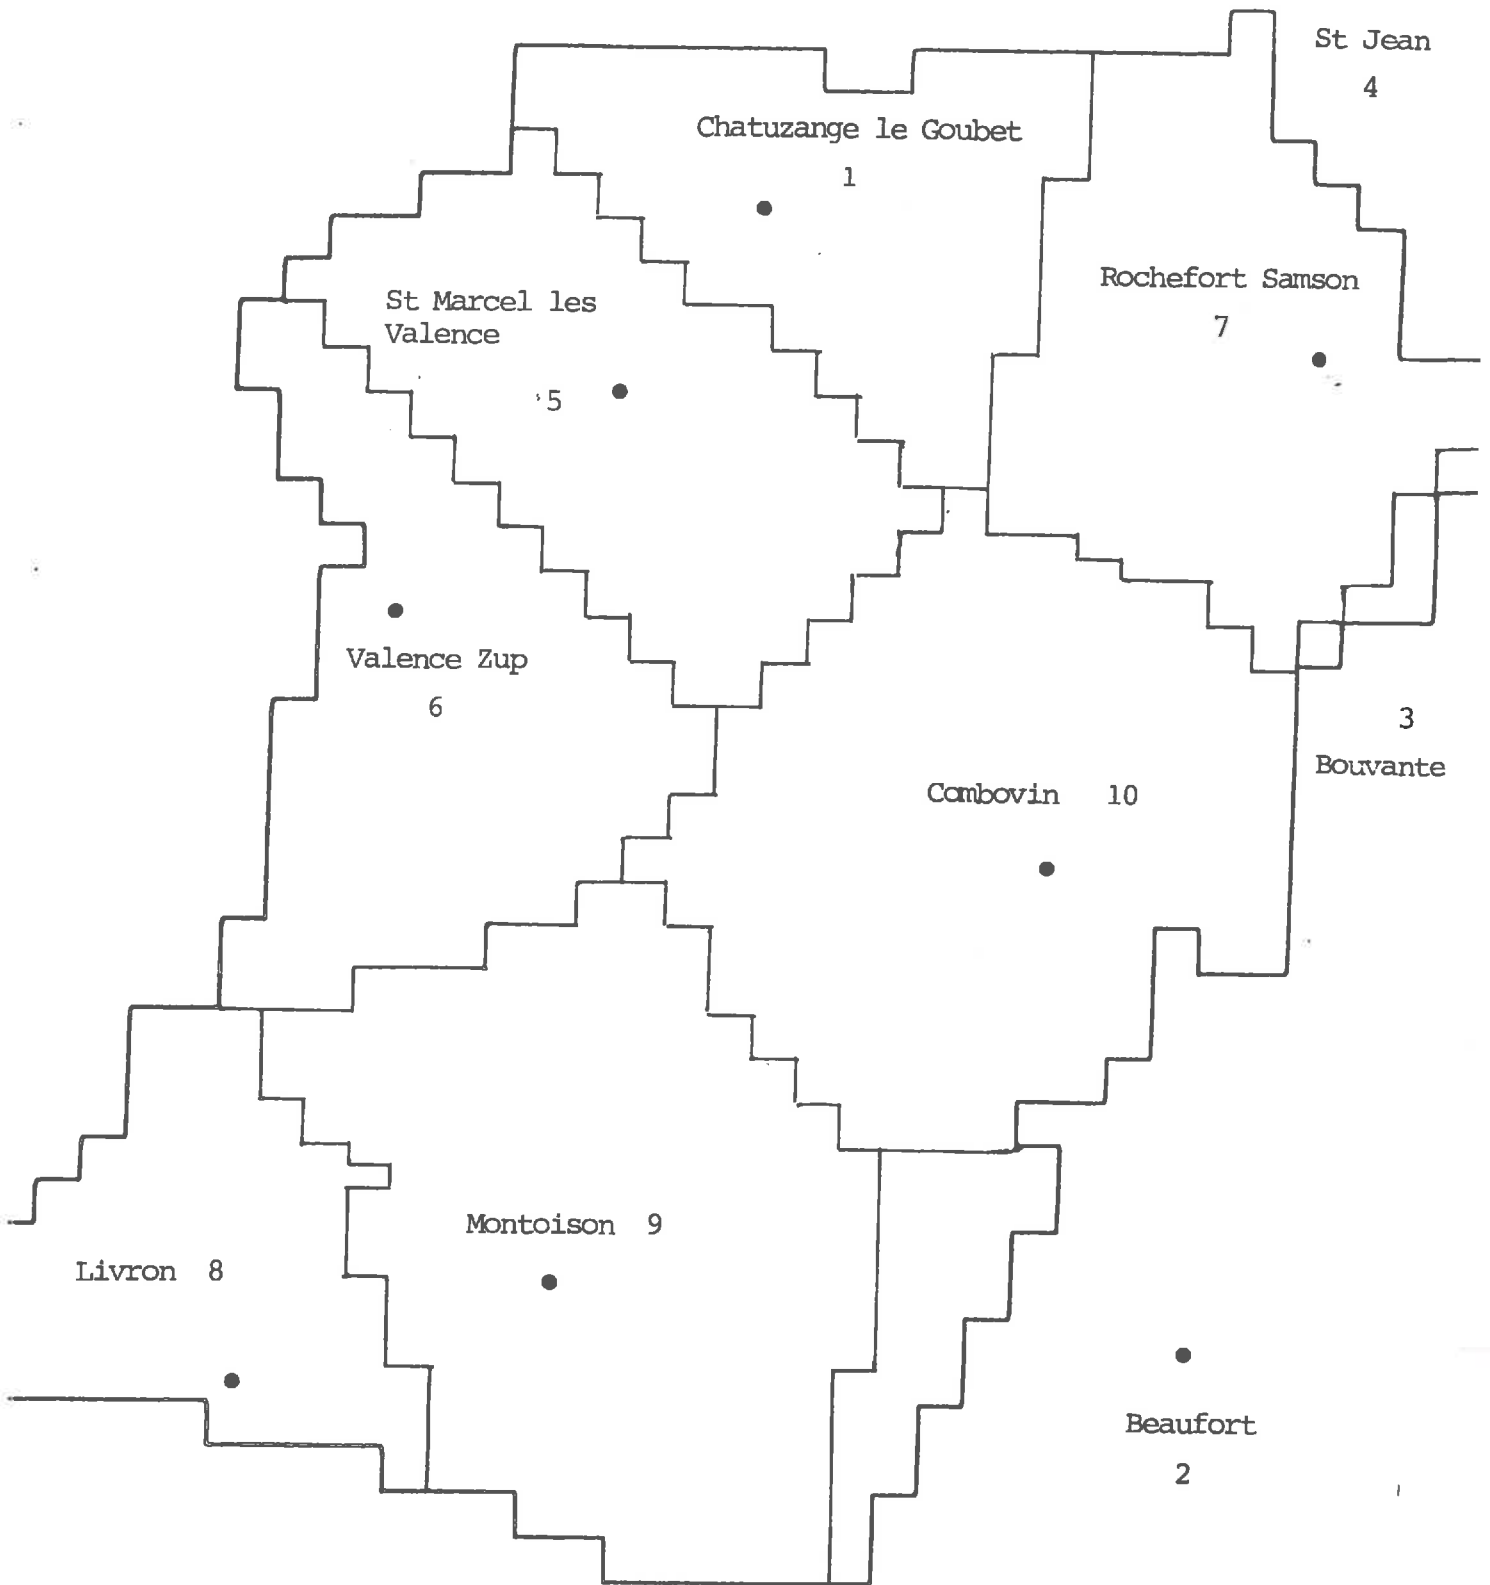 St Jean
4
Chatuzange le Goubet
1
Rochefort Samson
7
St Marcel les
Valence
5
Valence Zup
6
3
Bouvante
Combovin 10
Montoison 9
Livron 8
Beaufort
2